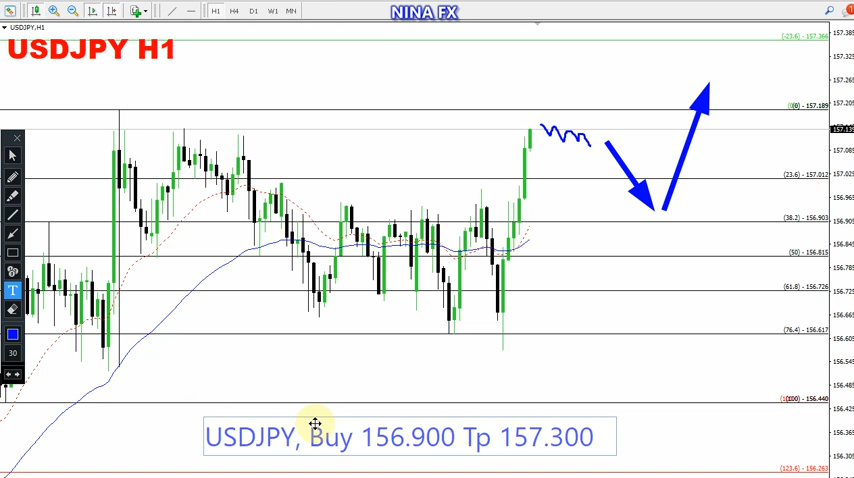 H1 H4 D1 W1 MN
NINA FX
USDJPY,H1
USDJPY H1
(-23.6) - 157.366
157.385
157.325
157.265
157.205
(0) - 157.189
157.135
157.085
(23.6) - 157.012
157.025
156.965
(38.2) - 156.903
156.905
156.845
(50) - 156.815
156.785
(61.8) - 156.726
156.725
156.665
(76.4) - 156.617
156.605
156.545
156.485
(100) - 156.440
156.425
156.365
156.305
(123.6) - 156.263
T
30
USDJPY, Buy 156.900 Tp 157.300